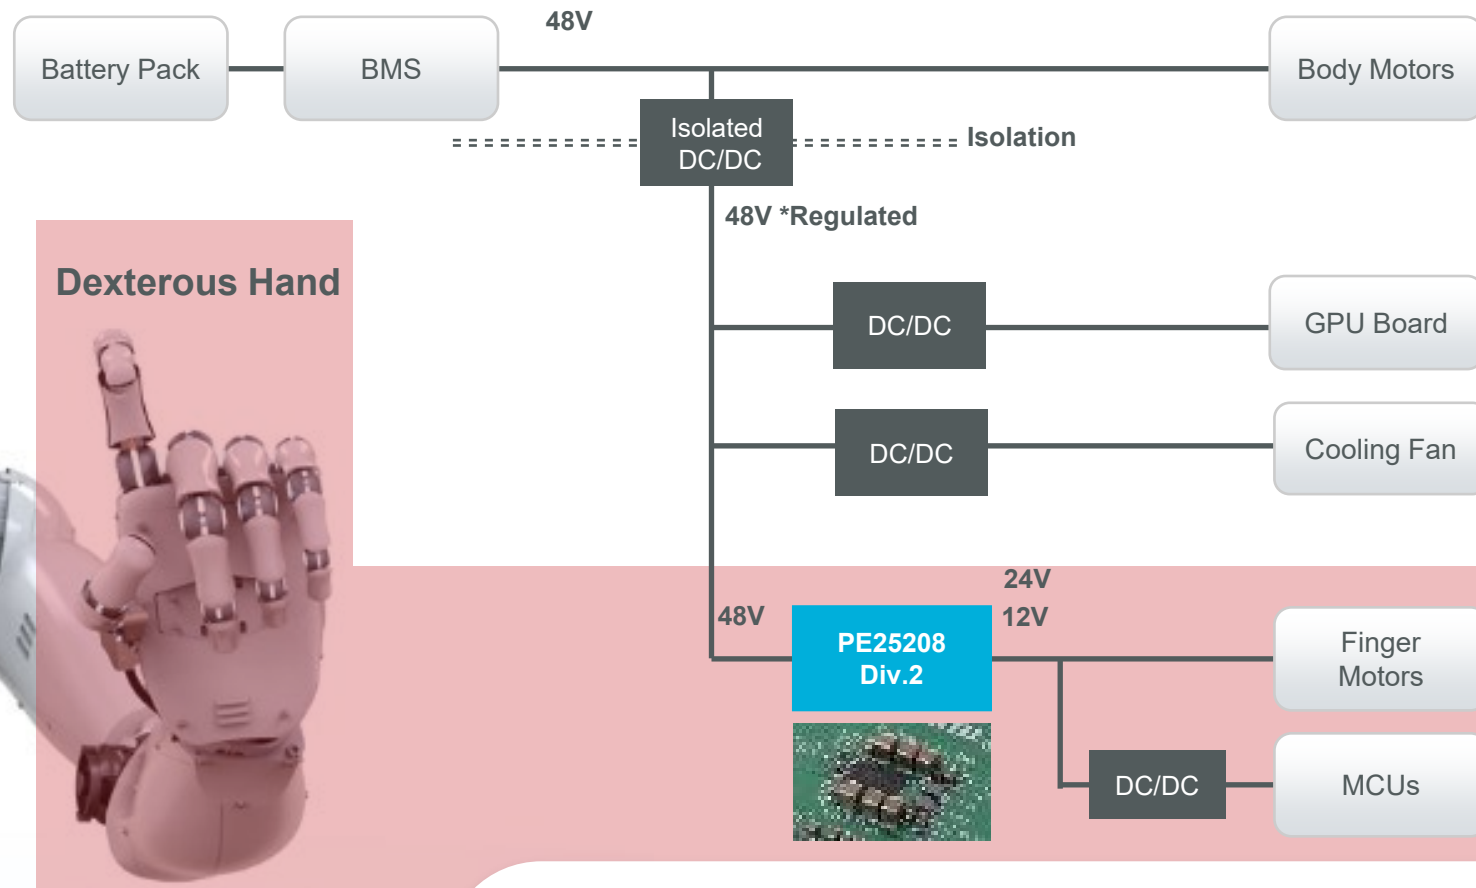 48V
Battery Pack
BMS
Body Motors
Isolated
DC/DC
Isolation
48V *Regulated
Dexterous Hand
DC/DC
GPU Board
DC/DC
Cooling Fan
24V
48V
12V
PE25208
Div.2
Finger
Motors
DC/DC
MCUs